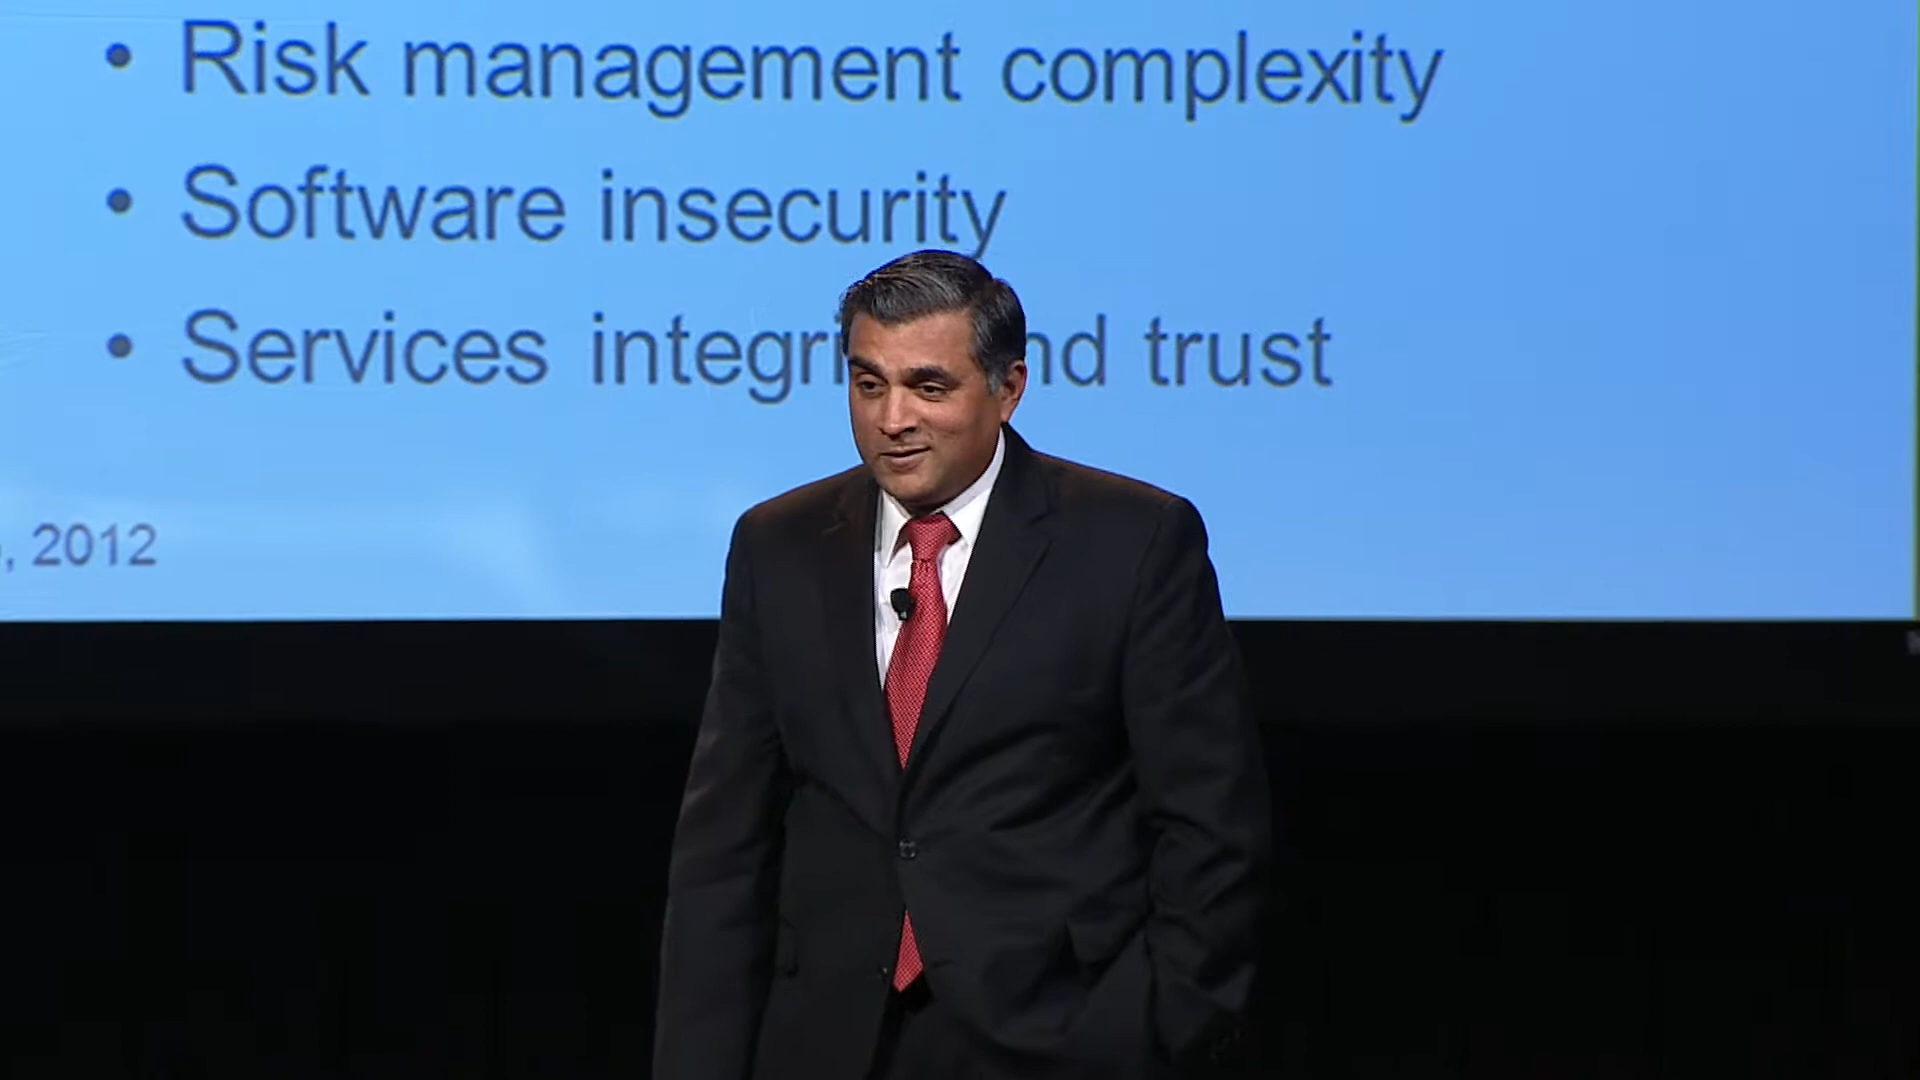 • Risk management complexity
• Software insecurity
• Services integri nd trust
, 2012